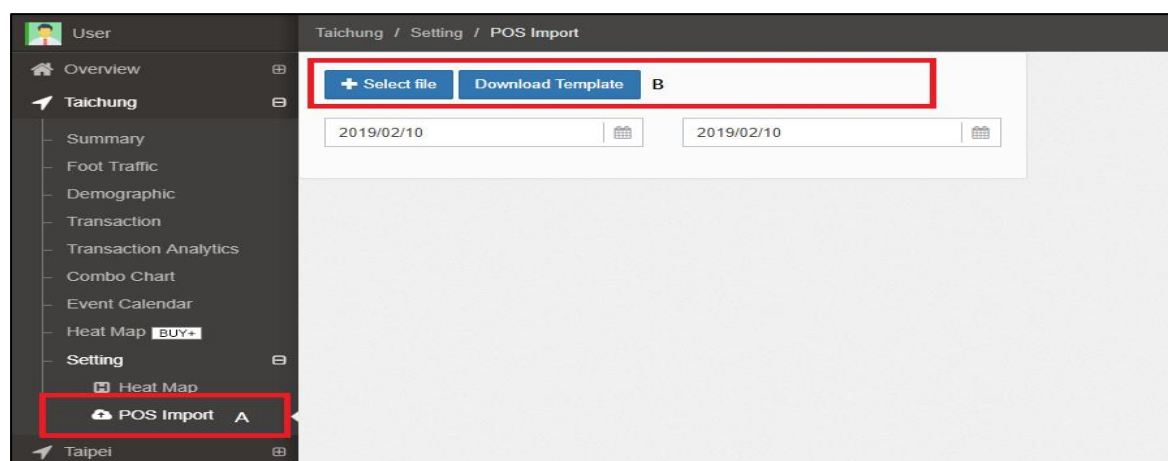 User
Taichung / Setting / POS Import
Overview
Taichung
Summary
Foot Traffic
Demographic
Transaction
Transaction Analytics
Combo Chart
Event Calendar
Heat Map BUY+
Setting
Heat Map
POS Import A
Taipei
Select file Download Template B
2019/02/10 2019/02/10